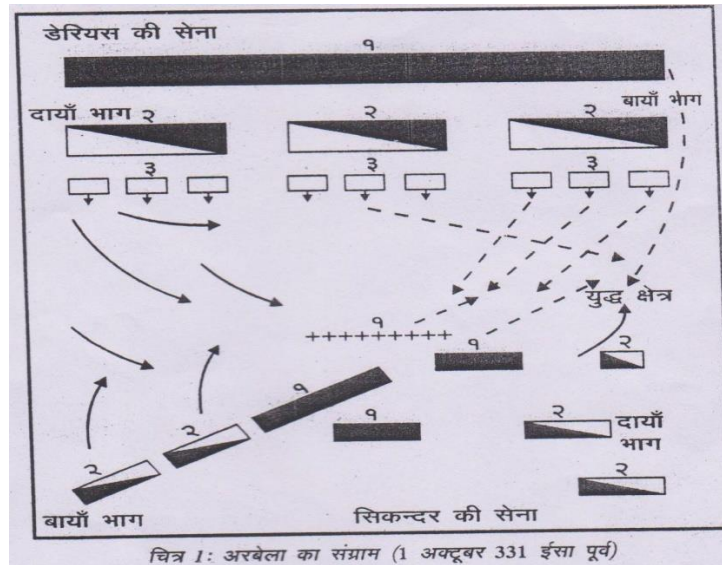 डेरियस की सेना
१
बायाँ भाग
दायाँ भाग
२ २ २
३ ३ ३
युद्ध क्षेत्र
१
१
२
१
२
२
१
२
दायाँ भाग
२
बायाँ भाग
सिकन्दर की सेना
चित्र 1: अरबेला का संग्राम (1 अक्टूबर 331 ईसा पूर्व)